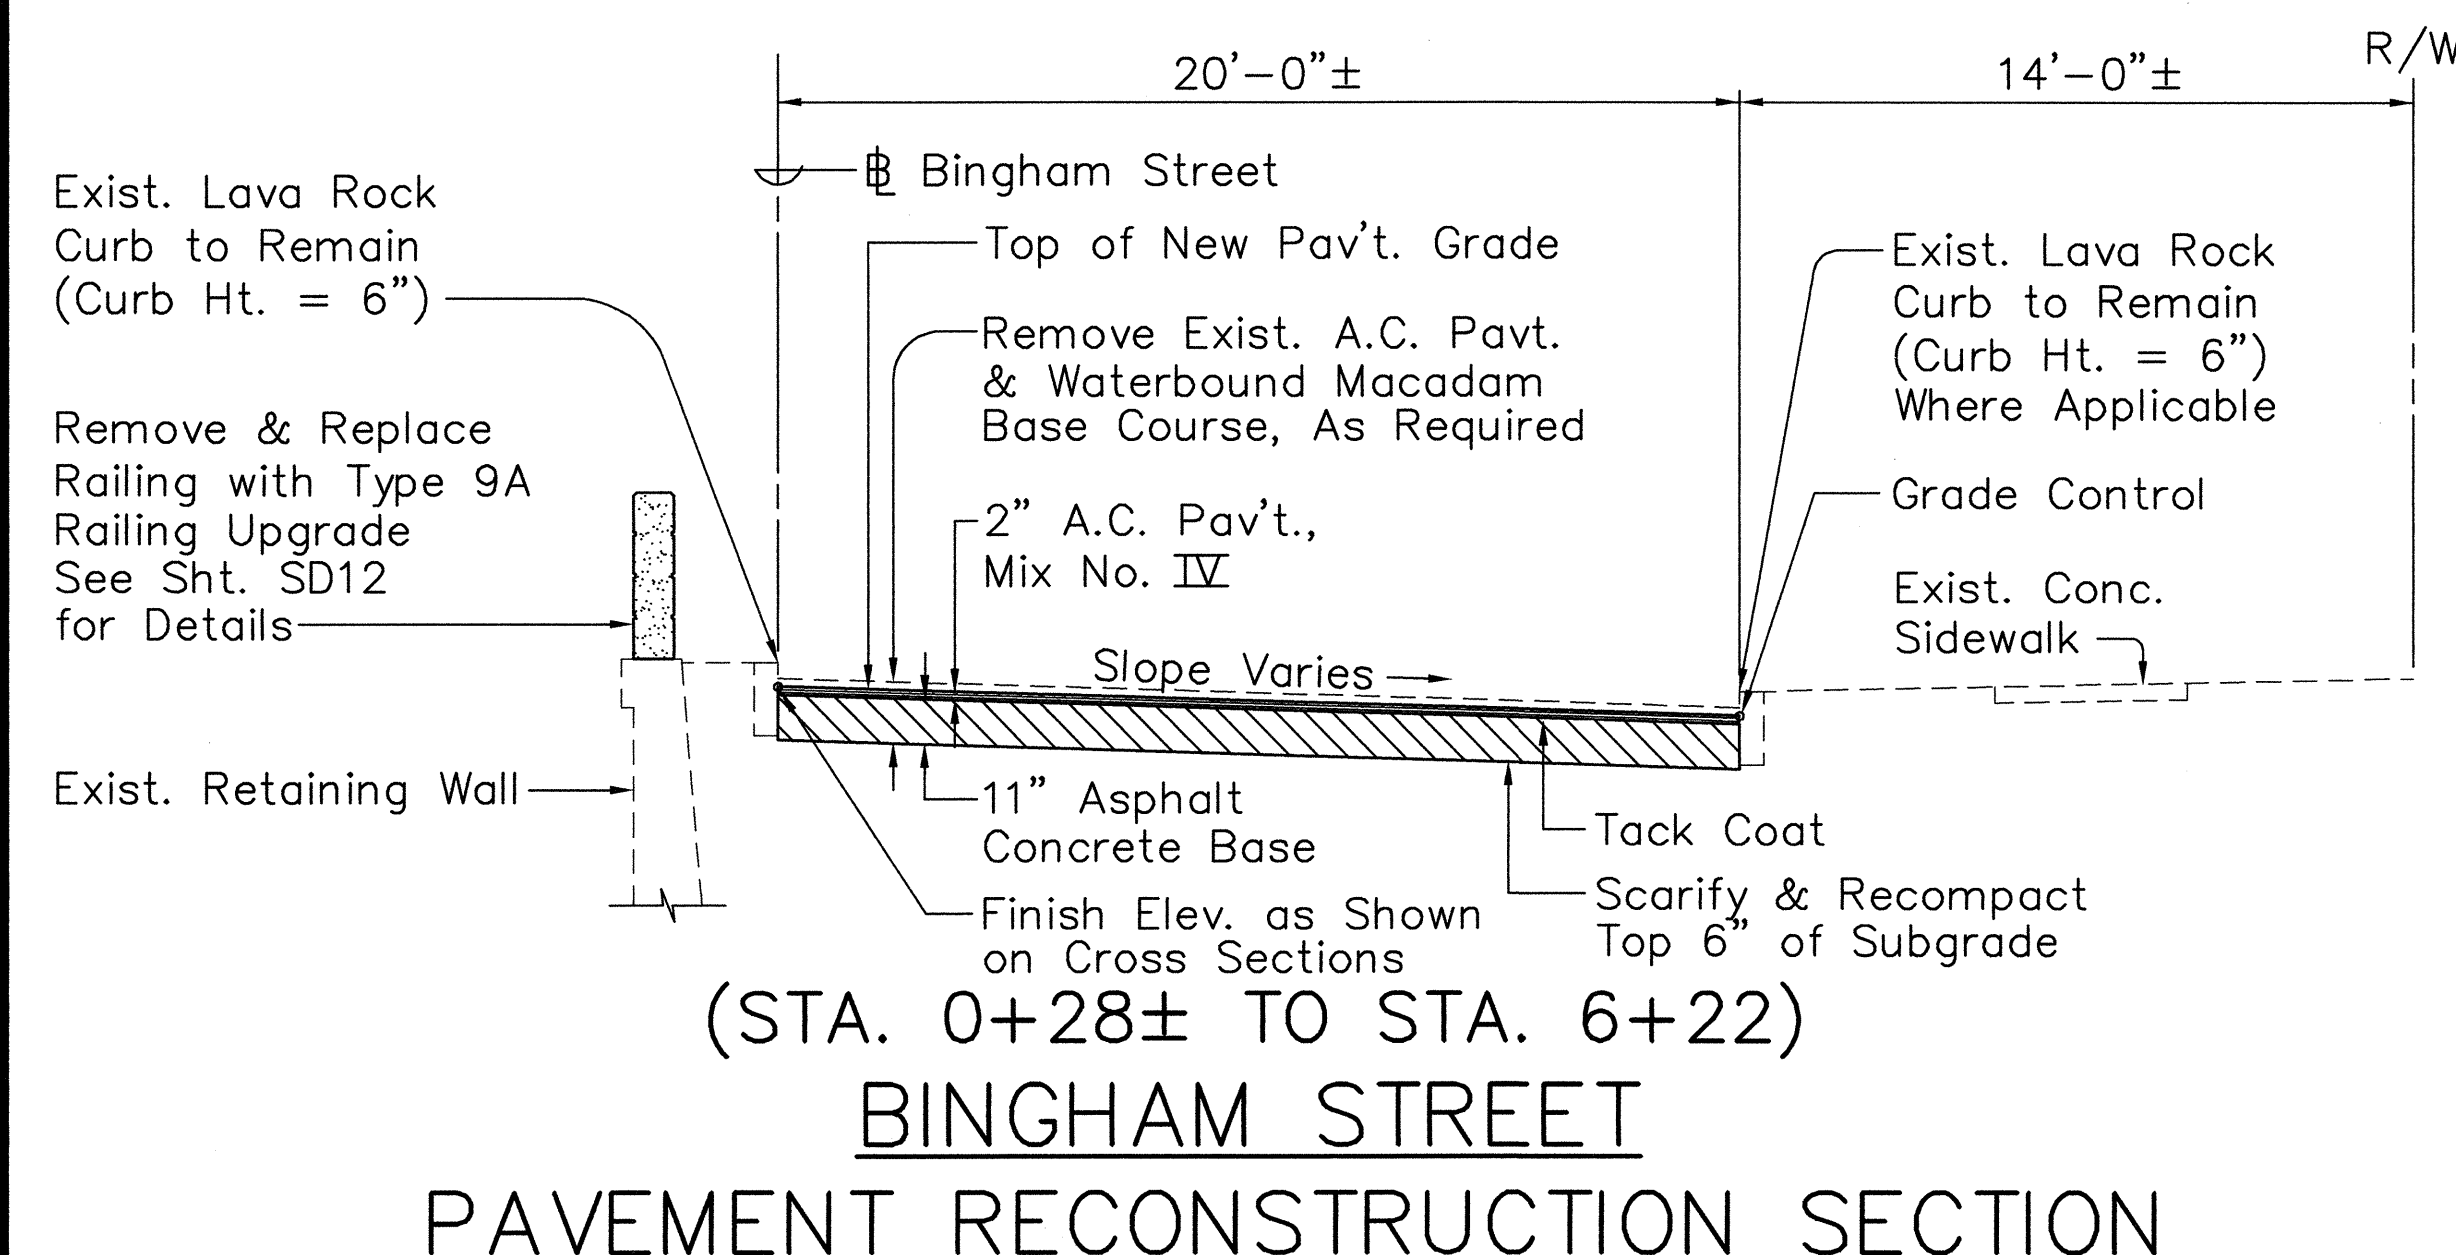 20'-0"±
14'-0"±
R/W
℄ Bingham Street
Exist. Lava Rock
Curb to Remain
(Curb Ht. = 6")
Top of New Pav't. Grade
Exist. Lava Rock
Curb to Remain
(Curb Ht. = 6")
Where Applicable
Remove Exist. A.C. Pavt.
& Waterbound Macadam
Base Course, As Required
Remove & Replace
Railing with Type 9A
Railing Upgrade
See Sht. SD12
for Details
2" A.C. Pav't.,
Mix No. IV
Grade Control
Exist. Conc.
Sidewalk
Slope Varies
Exist. Retaining Wall
11" Asphalt
Concrete Base
Tack Coat
Finish Elev. as Shown
on Cross Sections
Scarify & Recompact
Top 6" of Subgrade
(STA. 0+28± TO STA. 6+22)
BINGHAM STREET
PAVEMENT RECONSTRUCTION SECTION